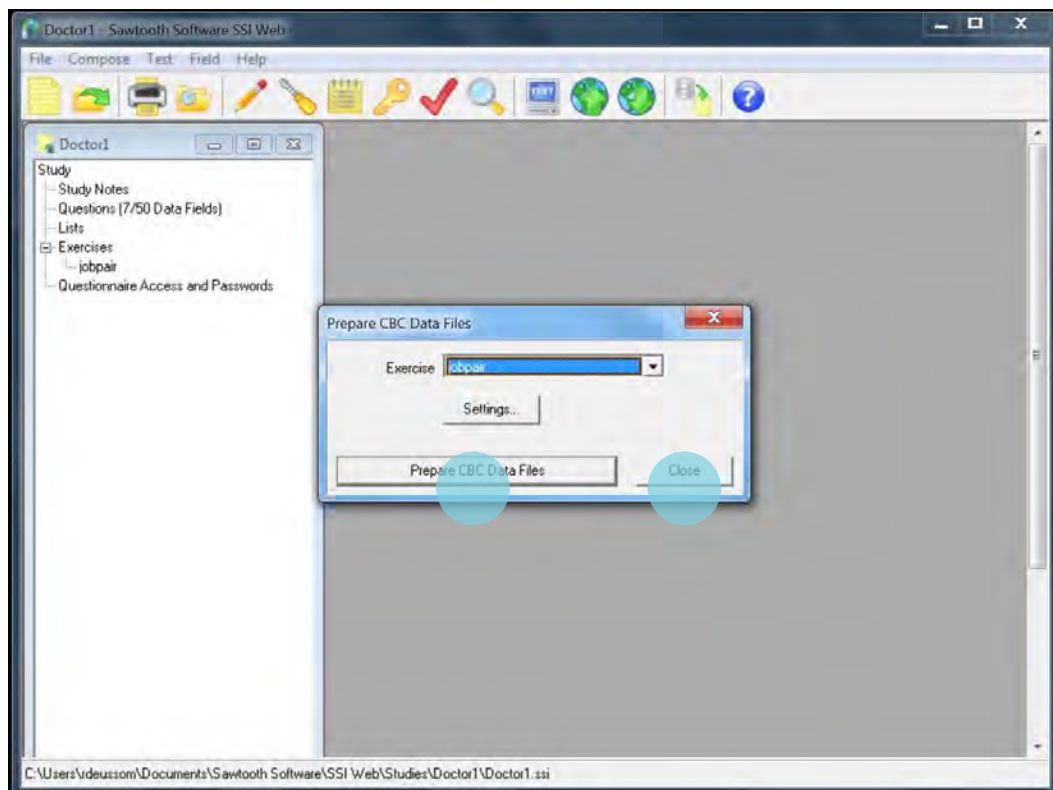 Doctor1 - Sawtooth Software SSI Web
File Compose Test Field Help
TEST
Doctor1
Study
Study Notes
Questions (7/50 Data Fields)
Lists
Exercises
jobpair
Questionnaire Access and Passwords
Prepare CBC Data Files
Exercise jobpair
Settings...
Prepare CBC Data Files Close
C:\Users\rdeussom\Documents\Sawtooth Software\SSI Web\Studies\Doctor1\Doctor1.ssi